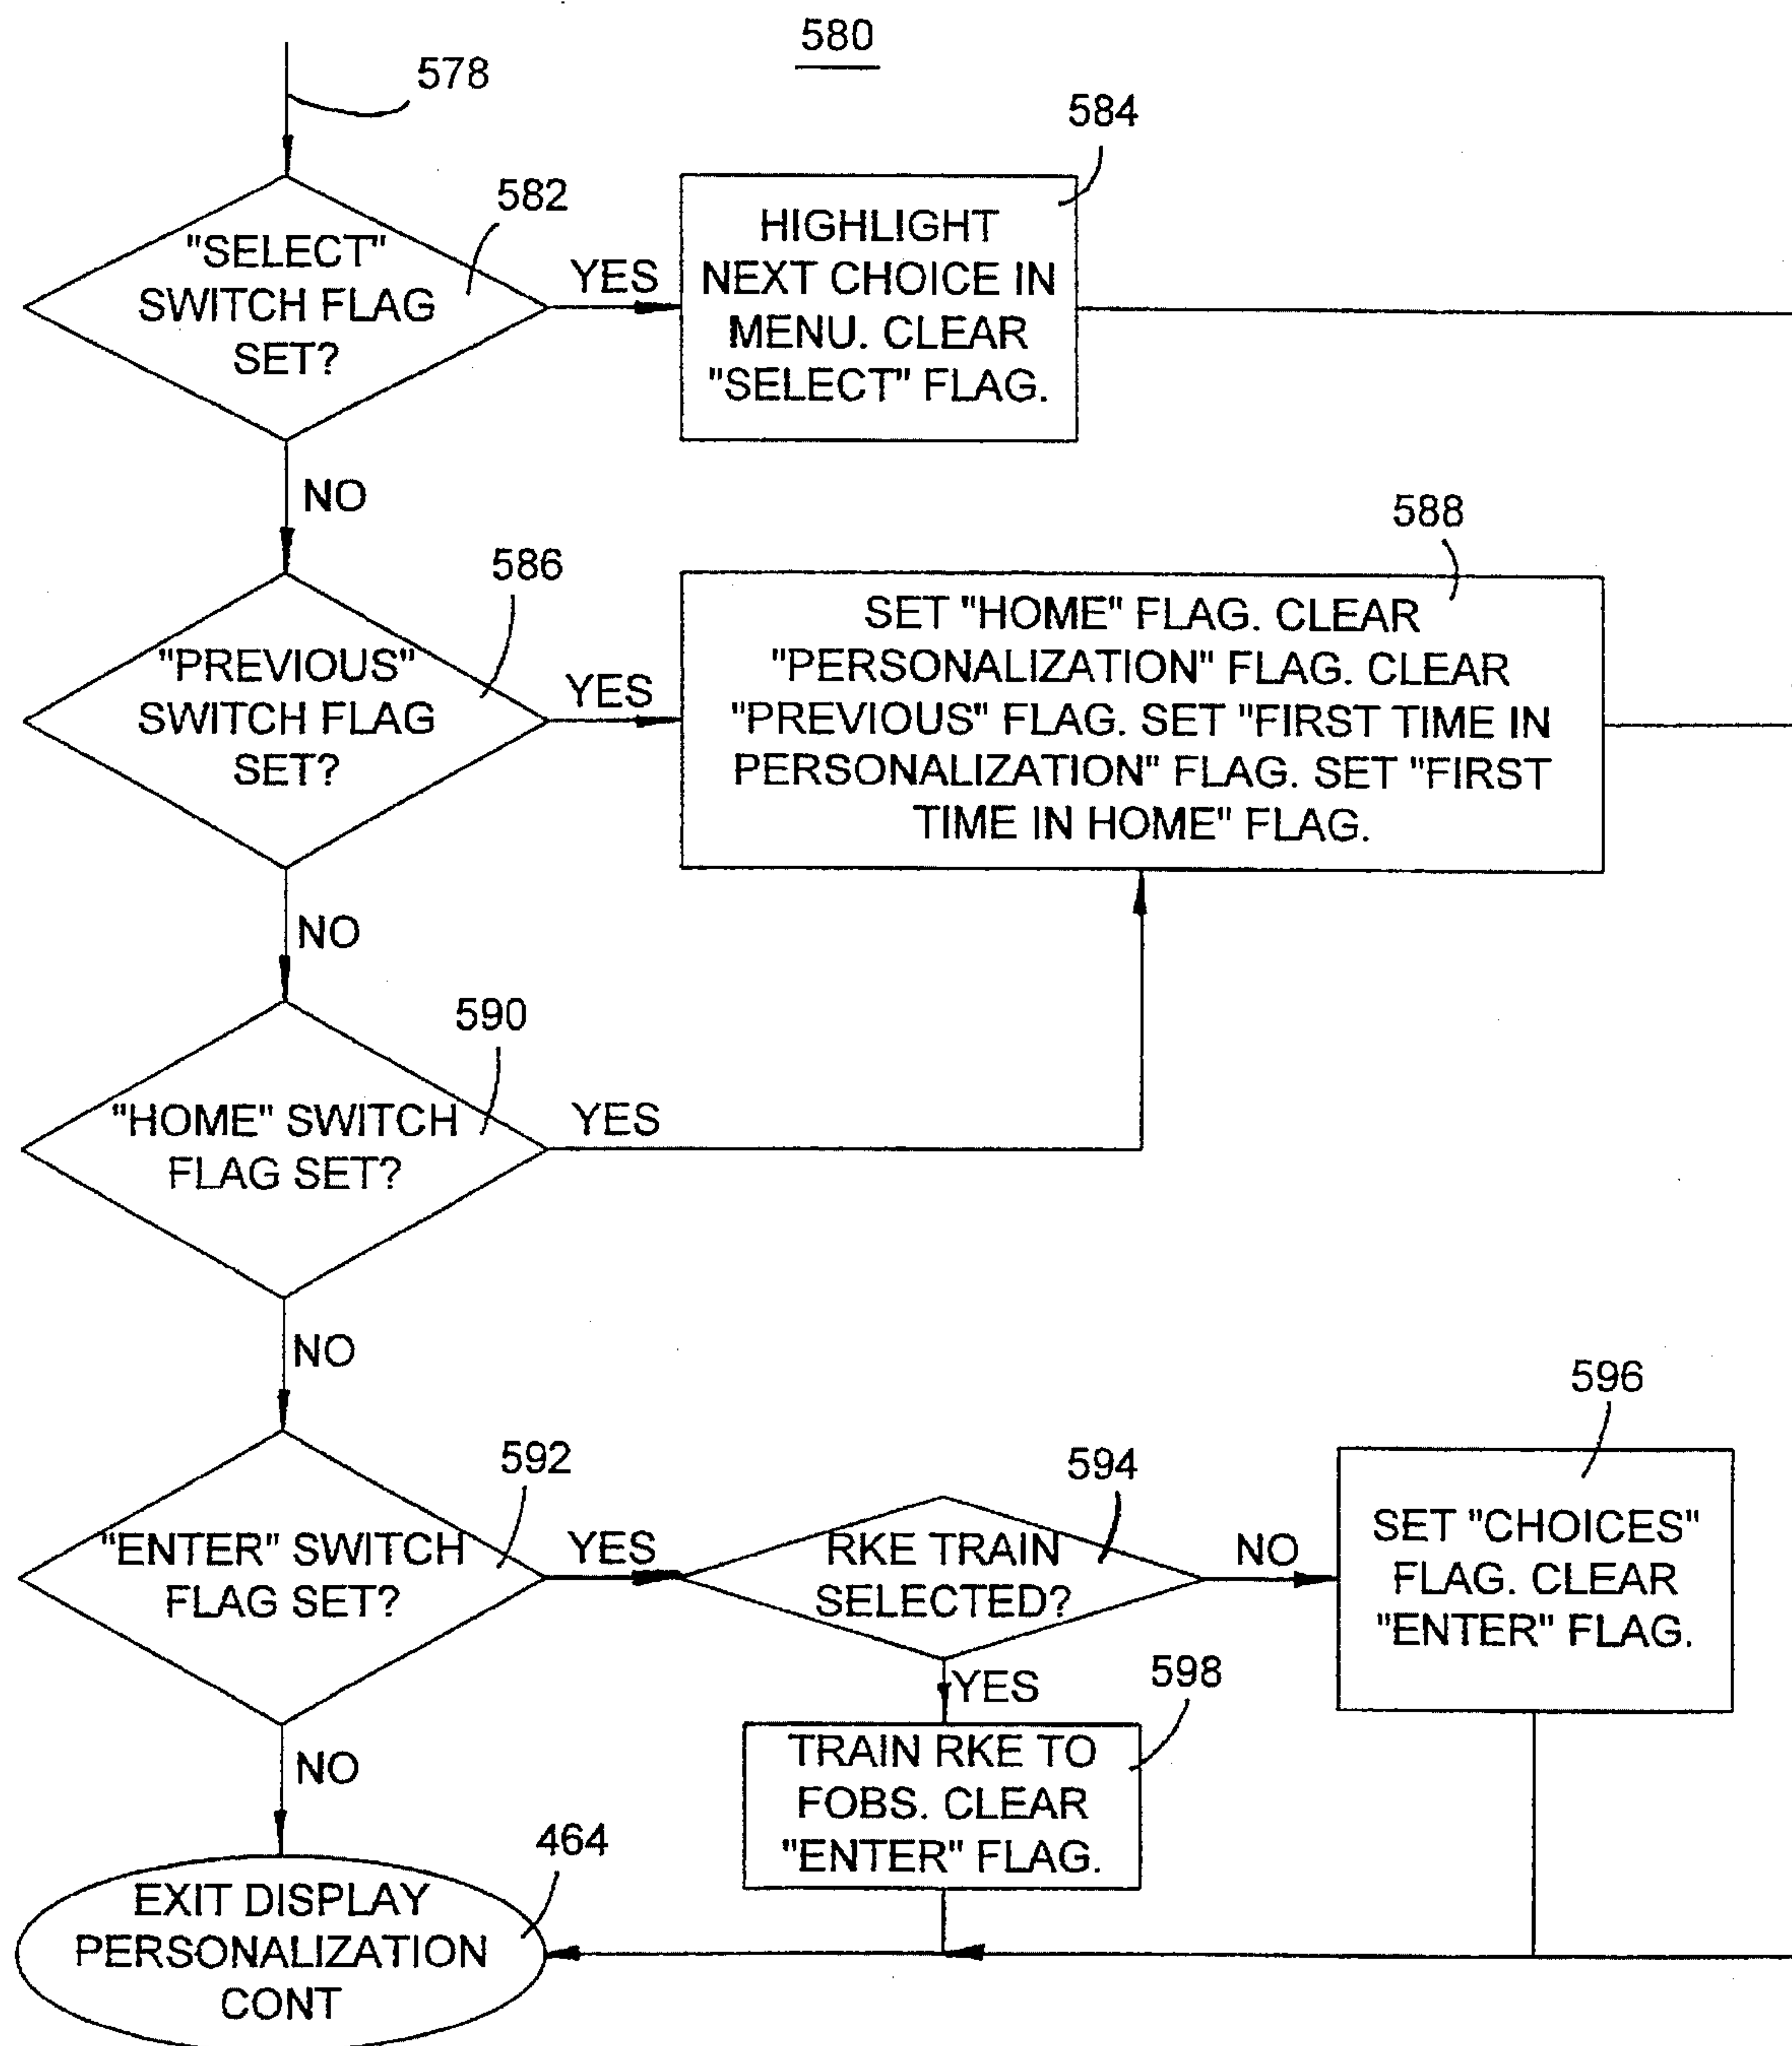 580
578
582
"SELECT"
SWITCH FLAG
SET?
YES
584
HIGHLIGHT
NEXT CHOICE IN
MENU. CLEAR
"SELECT" FLAG.
NO
586
"PREVIOUS"
SWITCH FLAG
SET?
YES
588
SET "HOME" FLAG. CLEAR
"PERSONALIZATION" FLAG. CLEAR
"PREVIOUS" FLAG. SET "FIRST TIME IN
PERSONALIZATION" FLAG. SET "FIRST
TIME IN HOME" FLAG.
NO
590
"HOME" SWITCH
FLAG SET?
YES
NO
592
"ENTER" SWITCH
FLAG SET?
YES
594
RKE TRAIN
SELECTED?
NO
596
SET "CHOICES"
FLAG. CLEAR
"ENTER" FLAG.
YES
598
TRAIN RKE TO
FOBS. CLEAR
"ENTER" FLAG.
NO
464
EXIT DISPLAY
PERSONALIZATION
CONT